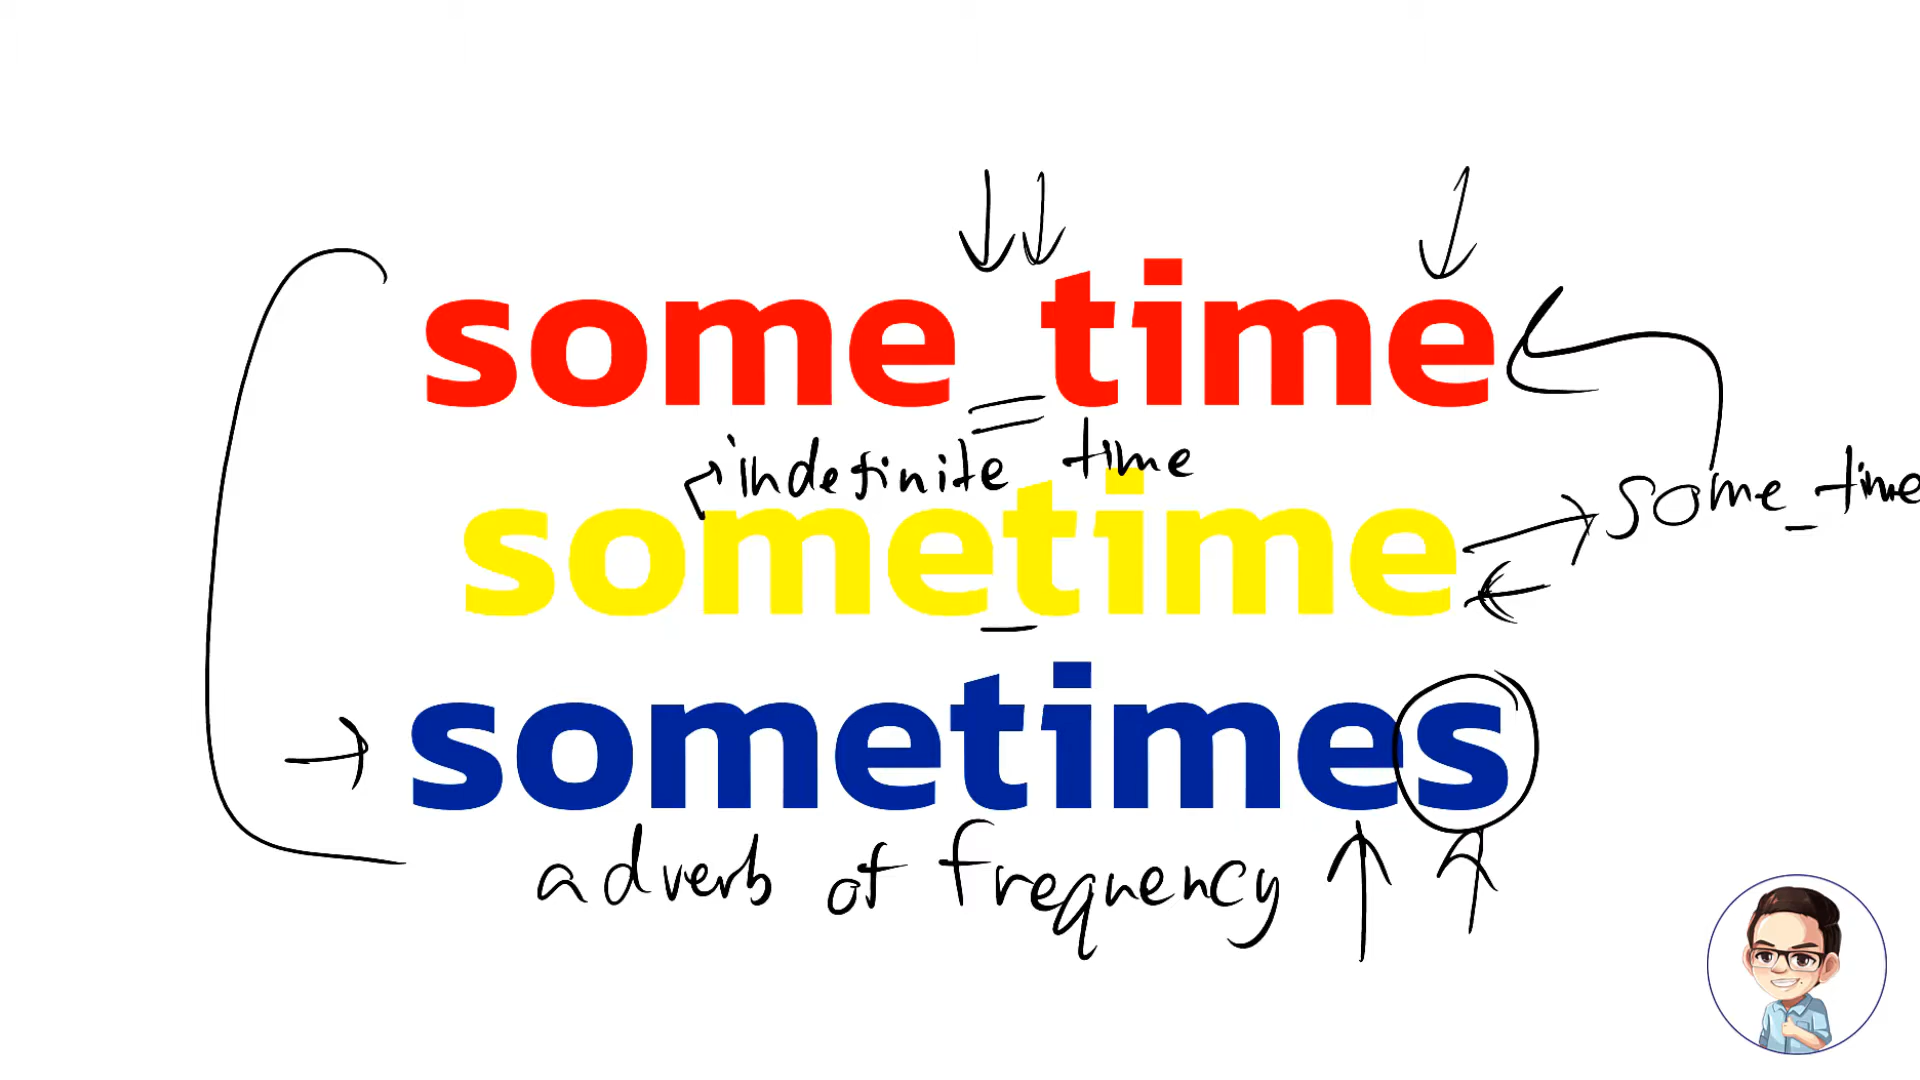 some time
indefinite time
sometime
some time
sometimes
adverb of frequency